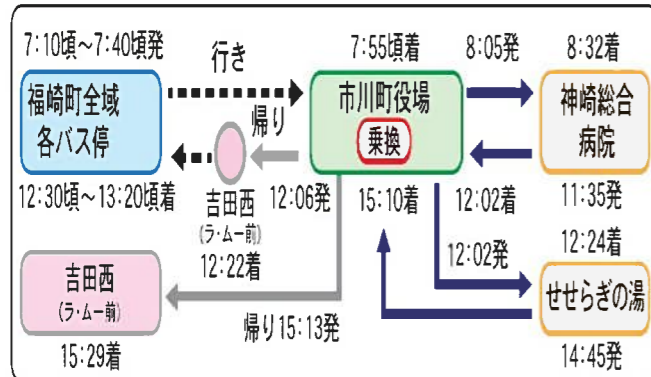 7:10頃～7:40頃発
行き
7:55頃着
8:05発
8:32着
福崎町全域
各バス停
市川町役場
乗換
神崎総合
病院
帰り
12:30頃～13:20頃着
吉田西
(ラ・ムー前)
12:22着
12:06発
15:10着
12:02着
11:35発
12:02発
12:24着
吉田西
(ラ・ムー前)
せせらぎの湯
帰り15:13発
15:29着
14:45発